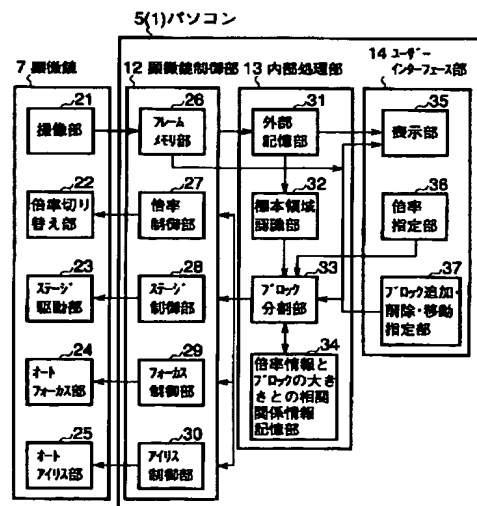 5(1)パソコン
7 顕微鏡
12 顕微鏡制御部
13 内部処理部
14 ユーザー
インターフェース部
21
撮像部
26
フレーム
メモリ部
31
外部
記憶部
35
表示部
22
倍率切り
替え部
27
倍率
制御部
32
標本領域
認識部
36
倍率
指定部
23
ステージ
駆動部
28
ステージ
制御部
33
ブロック
分割部
37
ブロック追加・
削除・移動
指定部
24
オート
フォーカス部
29
フォーカス
制御部
34
倍率情報と
ブロックの大き
さとの相関
関係情報
記憶部
25
オート
アイリス部
30
アイリス
制御部